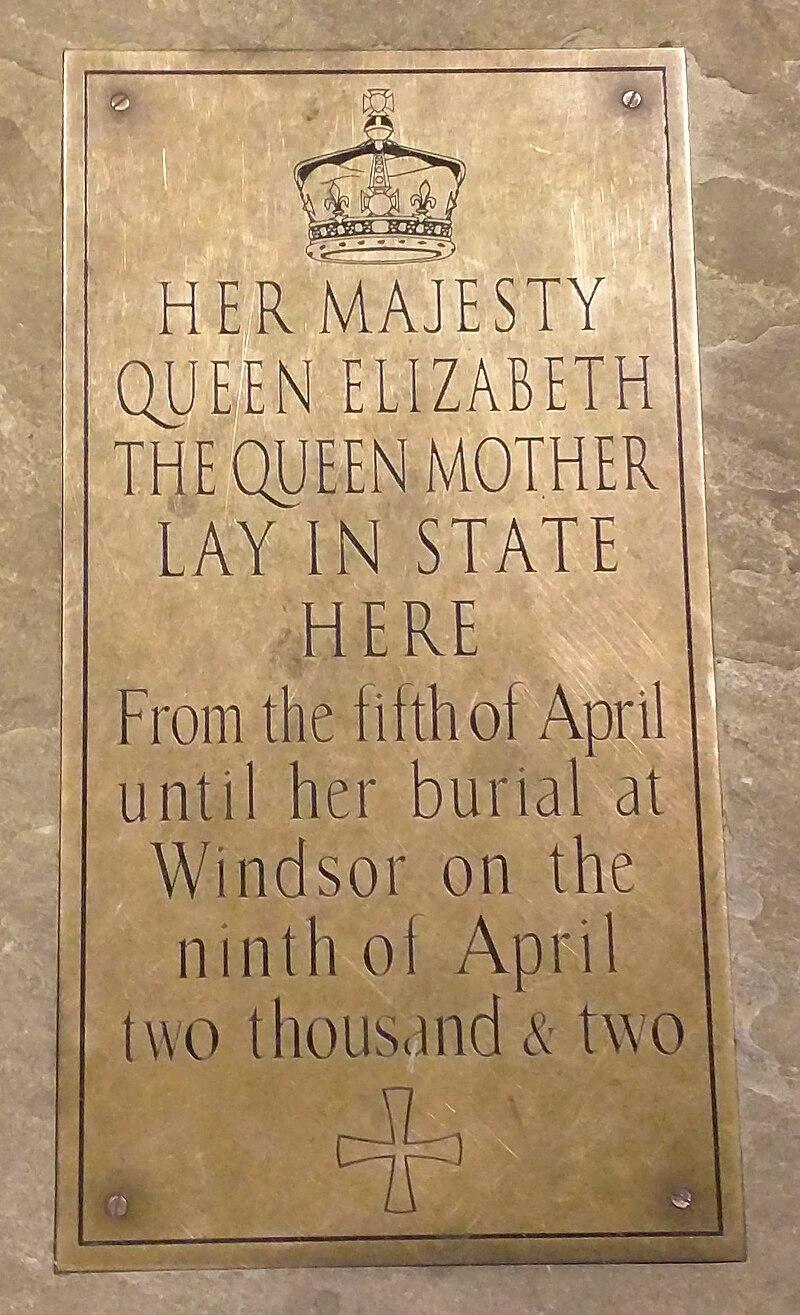 HER MAJESTY
QUEEN ELIZABETH
THE QUEEN MOTHER
LAY IN STATE
HERE
From the fifth of April
until her burial at
Windsor on the
ninth of April
two thousand & two